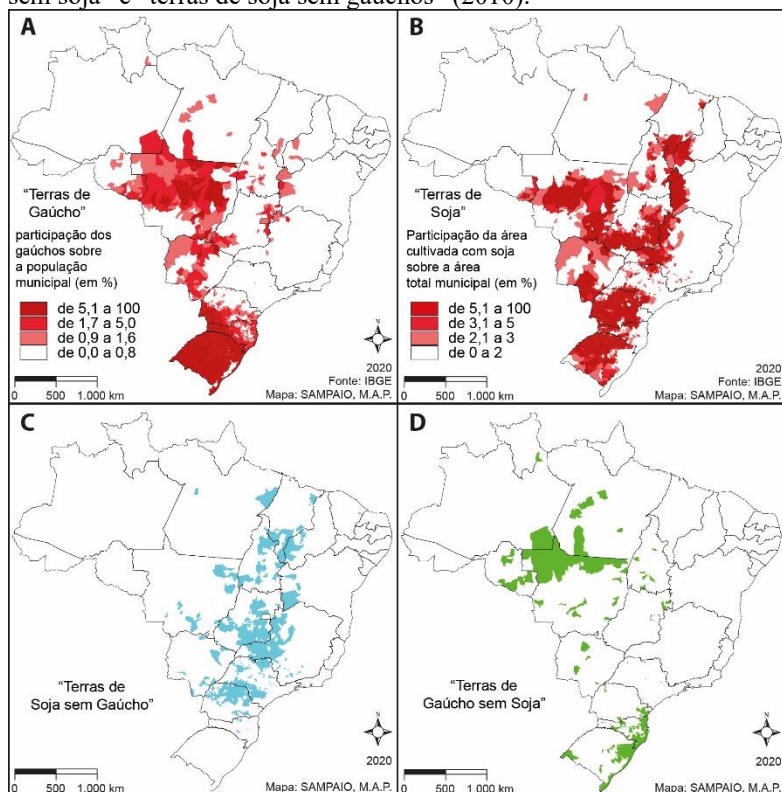 sem soja" e "terras de soja sem gaúchos" (2010).
A
"Terras de
Gaúcho"
participação dos
gaúchos sobre
a população
municipal (em %)
de 5,1 a 100
de 1,7 a 5,0
de 0,9 a 1,6
de 0,0 a 0,8
0 500 1.000 km
N
2020
Fonte: IBGE
Mapa: SAMPAIO, M.A.P.
B
"Terras de
Soja"
Participação da área
cultivada com soja
sobre a área
total municipal (em %)
de 5,1 a 100
de 3,1 a 5
de 2,1 a 3
de 0 a 2
0 500 1.000 km
N
2020
Fonte: IBGE
Mapa: SAMPAIO, M.A.P.
C
"Terras de
Soja sem Gaúcho"
0 500 1.000 km
N
2020
Mapa: SAMPAIO, M.A.P.
D
"Terras de
Gaúcho sem Soja"
0 500 1.000 km
N
2020
Mapa: SAMPAIO, M.A.P.